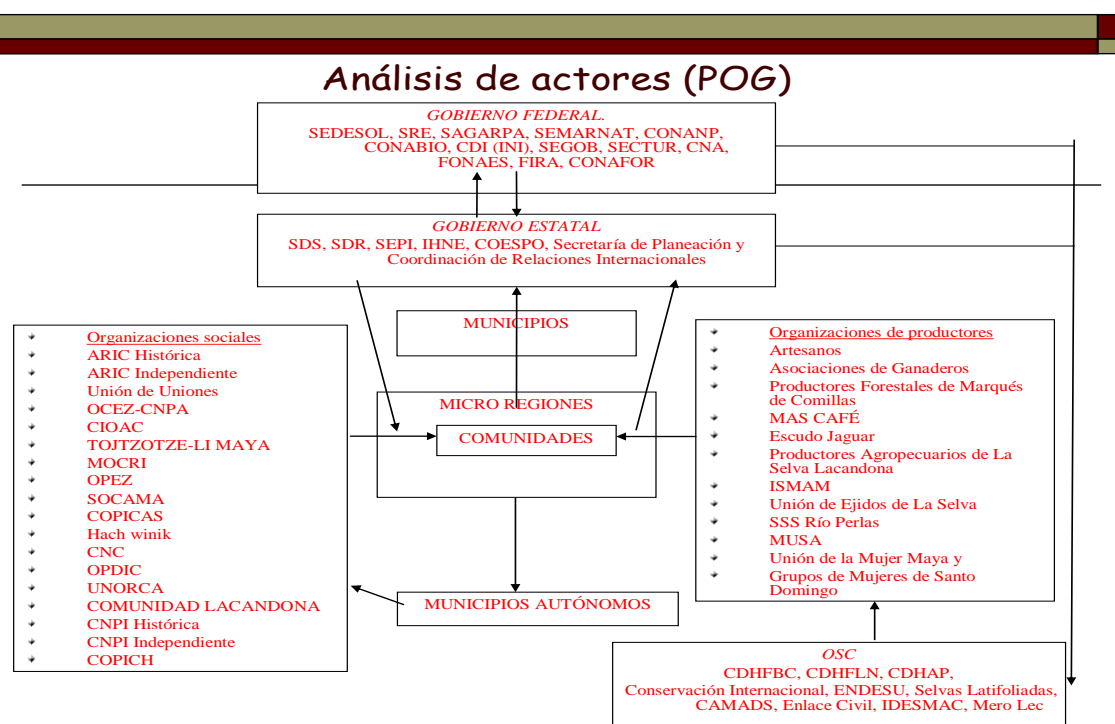 Análisis de actores (POG)
GOBIERNO FEDERAL.
SEDESOL, SRE, SAGARPA, SEMARNAT, CONANP,
CONABIO, CDI (INI), SEGOB, SECTUR, CNA,
FONAES, FIRA, CONAFOR
GOBIERNO ESTATAL
SDS, SDR, SEPI, IHNE, COESPO, Secretaría de Planeación y
Coordinación de Relaciones Internacionales
MUNICIPIOS
MICRO REGIONES
COMUNIDADES
MUNICIPIOS AUTÓNOMOS
Organizaciones sociales
ARIC Histórica
ARIC Independiente
Unión de Uniones
OCEZ-CNPA
CIOAC
TOJTZOTZE-LI MAYA
MOCRI
OPEZ
SOCAMA
COPICAS
Hach winik
CNC
OPDIC
UNORCA
COMUNIDAD LACANDONA
CNPI Histórica
CNPI Independiente
COPICH
Organizaciones de productores
Artesanos
Asociaciones de Ganaderos
Productores Forestales de Marqués
de Comillas
MAS CAFÉ
Escudo Jaguar
Productores Agropecuarios de La
Selva Lacandona
ISMAM
Unión de Ejidos de La Selva
SSS Río Perlas
MUSA
Unión de la Mujer Maya y
Grupos de Mujeres de Santo
Domingo
OSC
CDHFBC, CDHFLN, CDHAP,
Conservación Internacional, ENDESU, Selvas Latifoliadas,
CAMADS, Enlace Civil, IDESMAC, Mero Lec